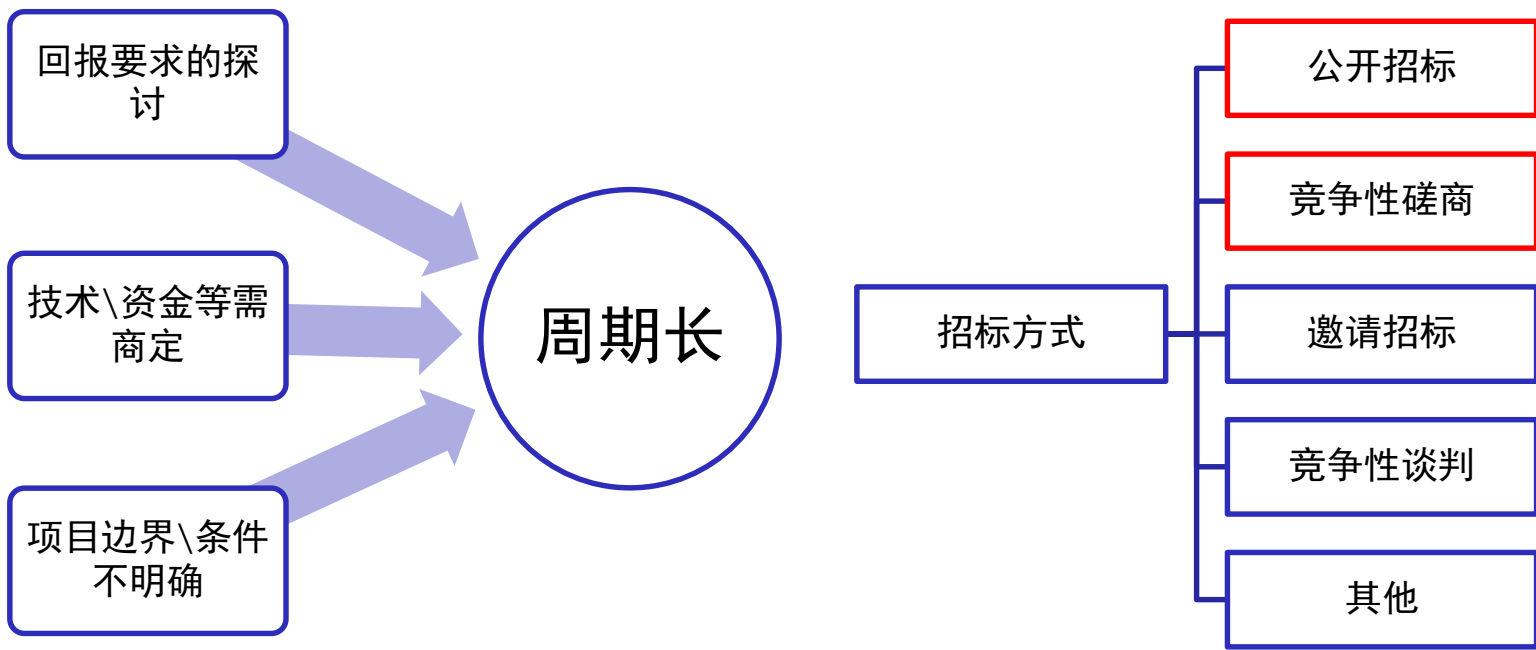 回报要求的探
讨
技术\资金等需
商定
项目边界\条件
不明确
周期长
招标方式
公开招标
竞争性磋商
邀请招标
竞争性谈判
其他